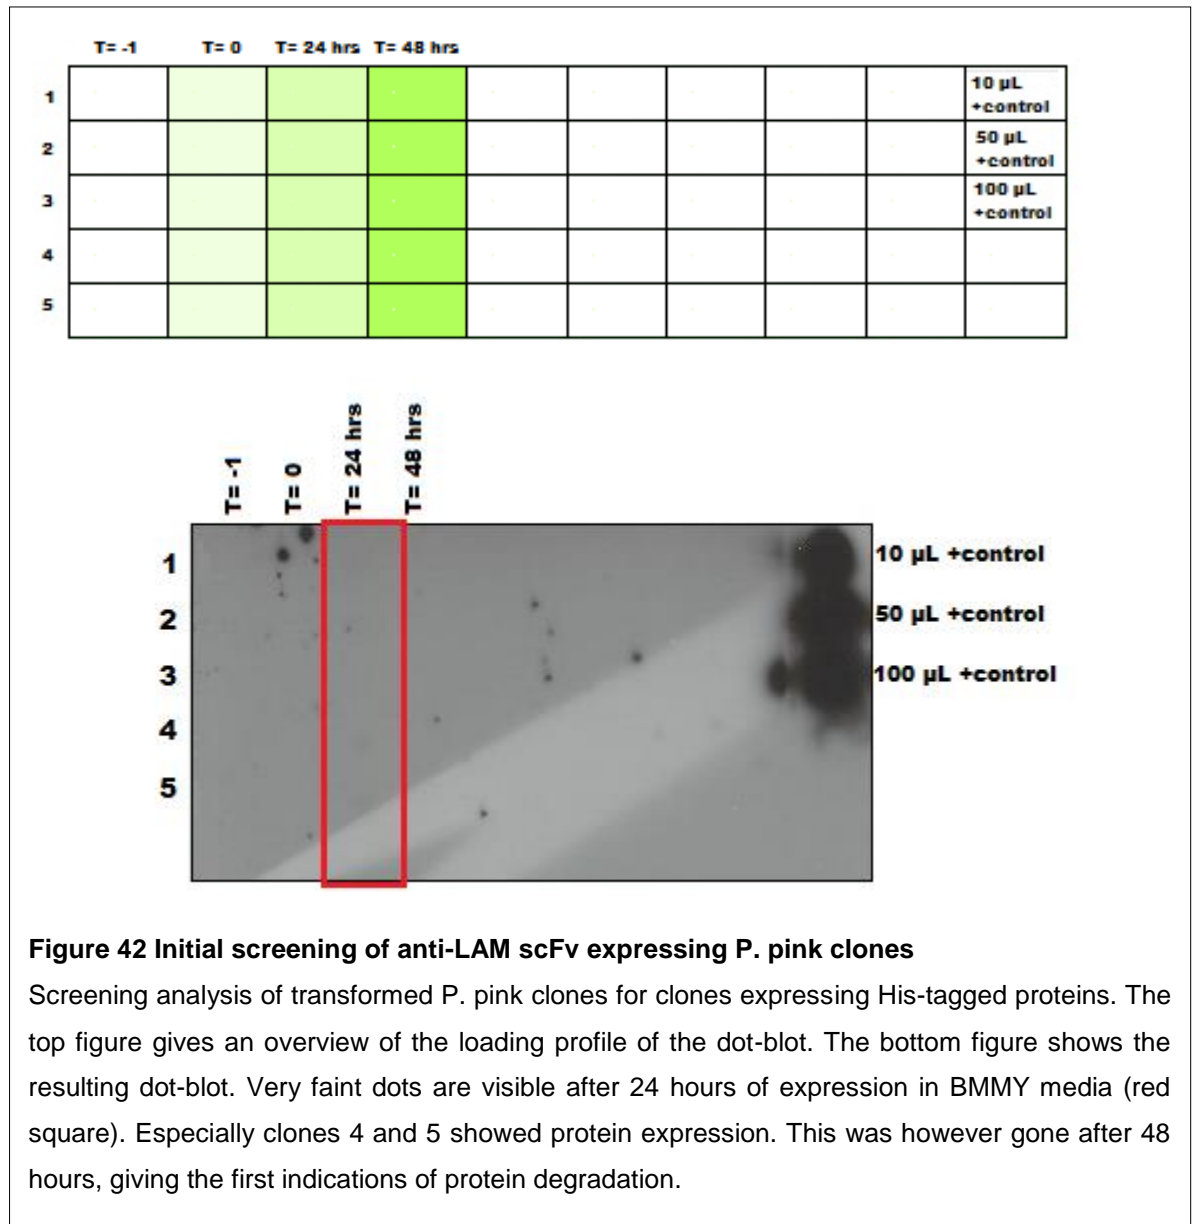 T= -1 T= 0 T= 24 hrs T= 48 hrs
1
10 µL
+control
2
50 µL
+control
3
100 µL
+control
4
5
T= -1
T= 0
T= 24 hrs
T= 48 hrs
1
10 µL +control
2
50 µL +control
3
100 µL +control
4
5
Figure 42 Initial screening of anti-LAM scFv expressing P. pink clones
Screening analysis of transformed P. pink clones for clones expressing His-tagged proteins. The
top figure gives an overview of the loading profile of the dot-blot. The bottom figure shows the
resulting dot-blot. Very faint dots are visible after 24 hours of expression in BMMY media (red
square). Especially clones 4 and 5 showed protein expression. This was however gone after 48
hours, giving the first indications of protein degradation.